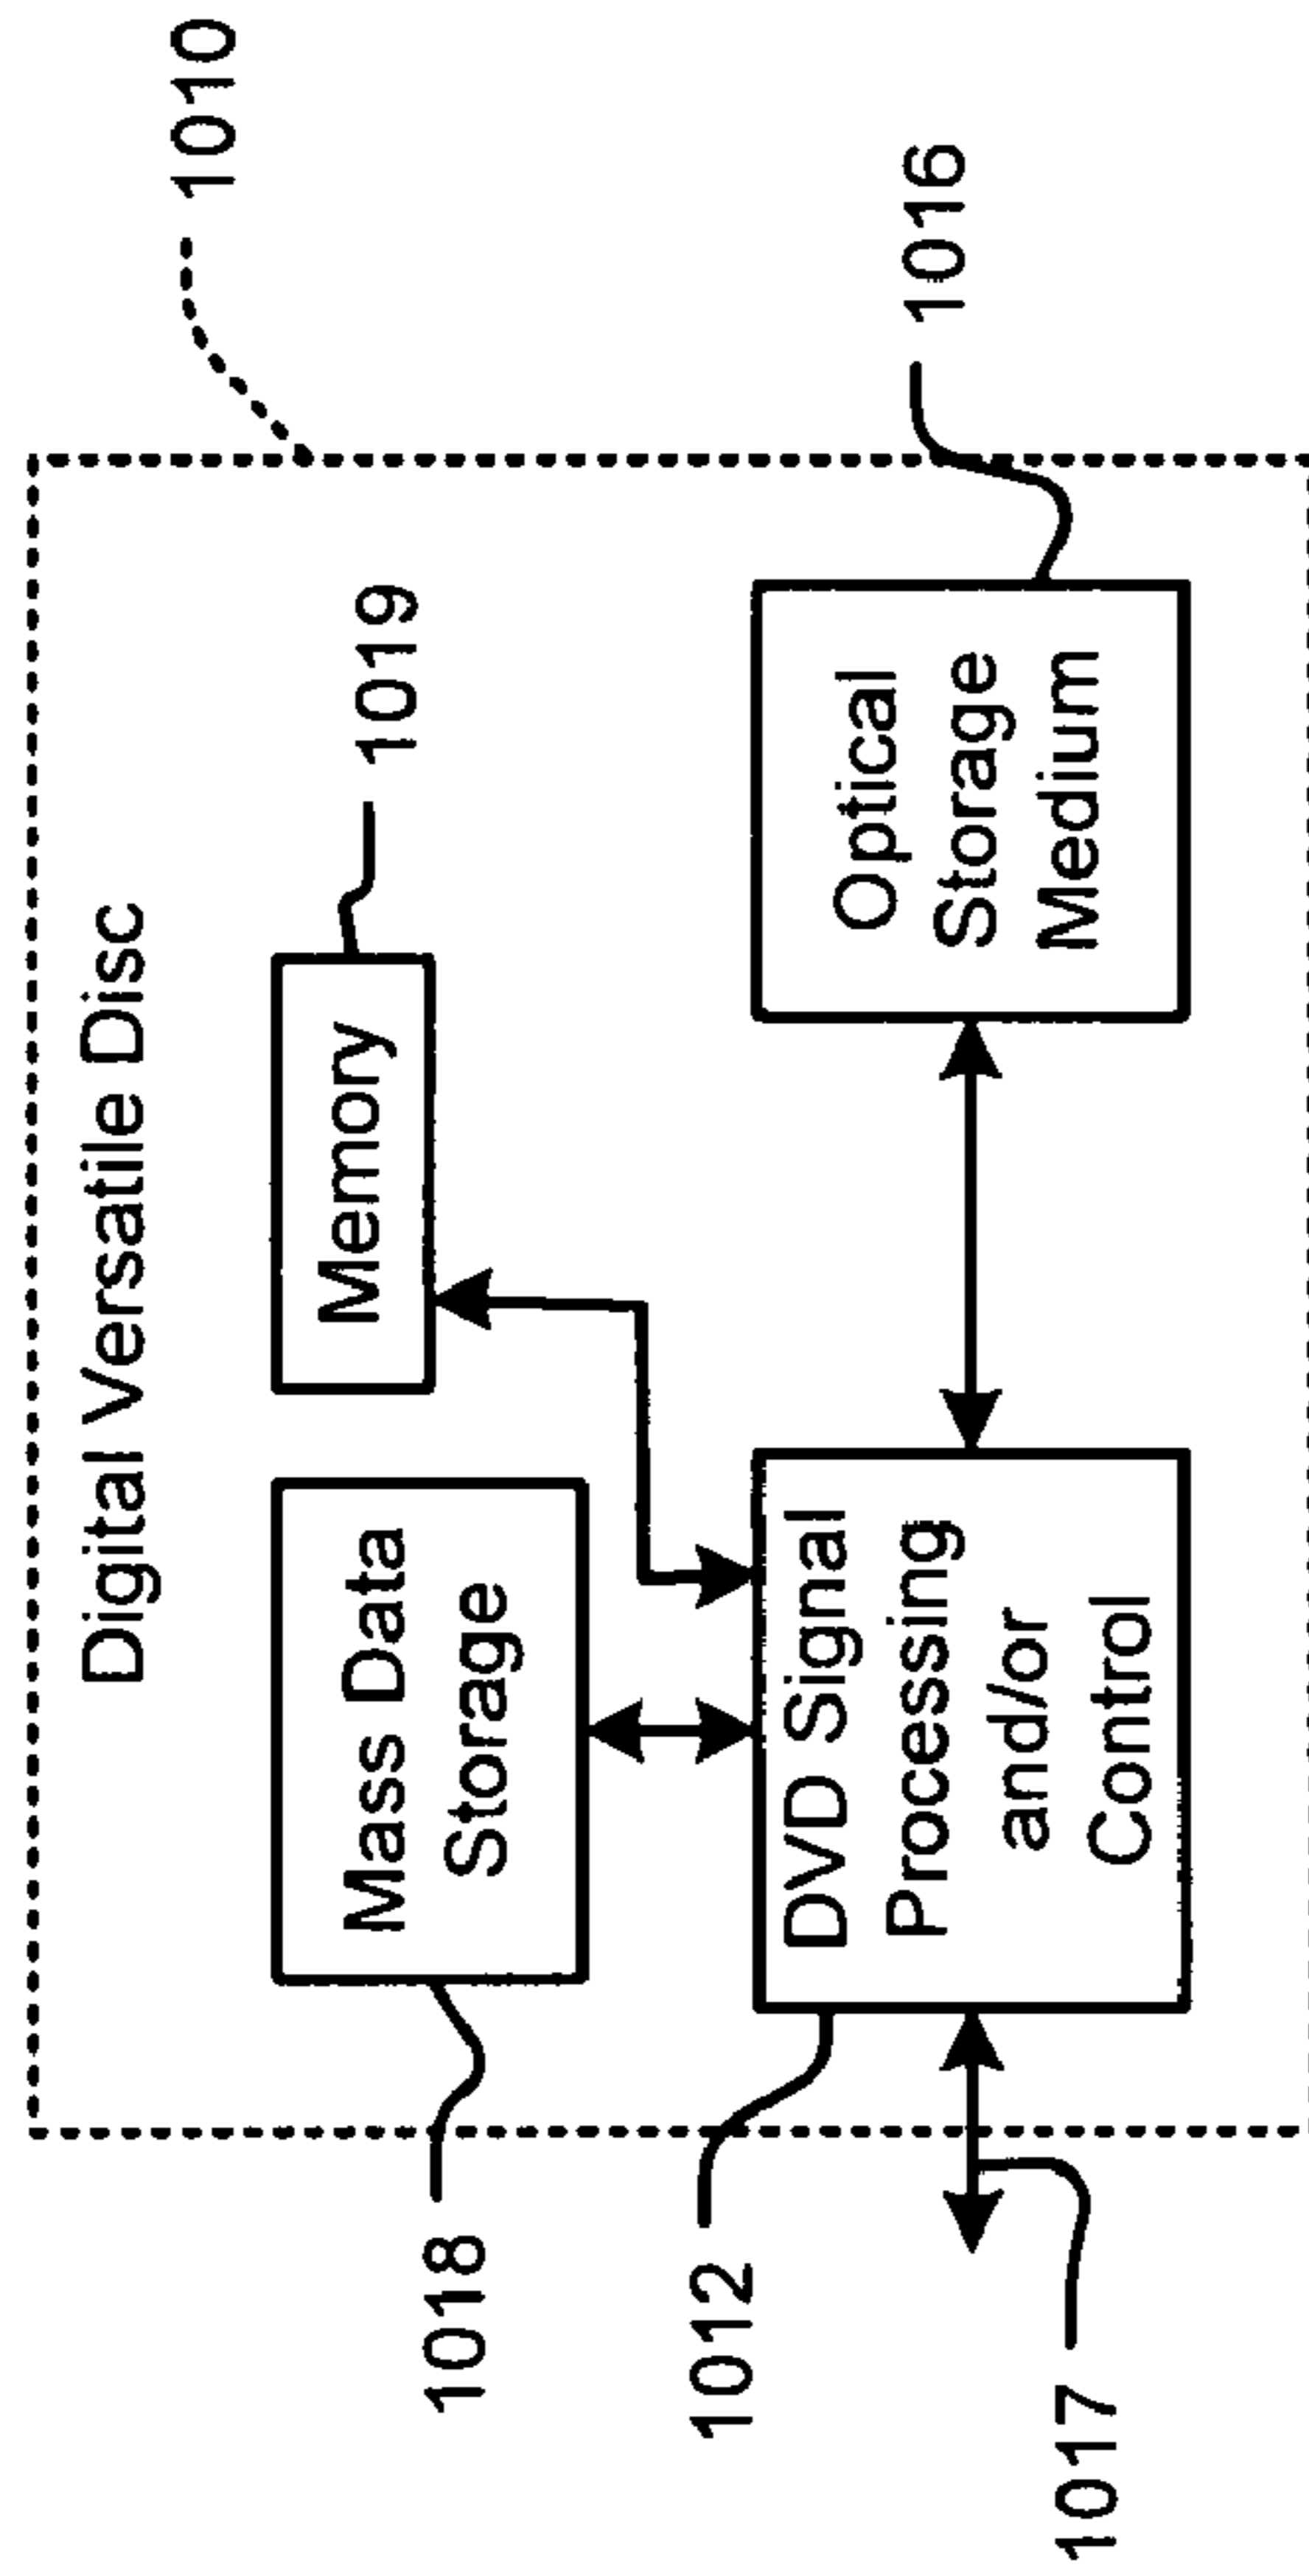 1010
Digital Versatile Disc
1018
Mass Data
Storage
Memory
1019
1012
DVD Signal
Processing
and/or
Control
Optical
Storage
Medium
1016
1017